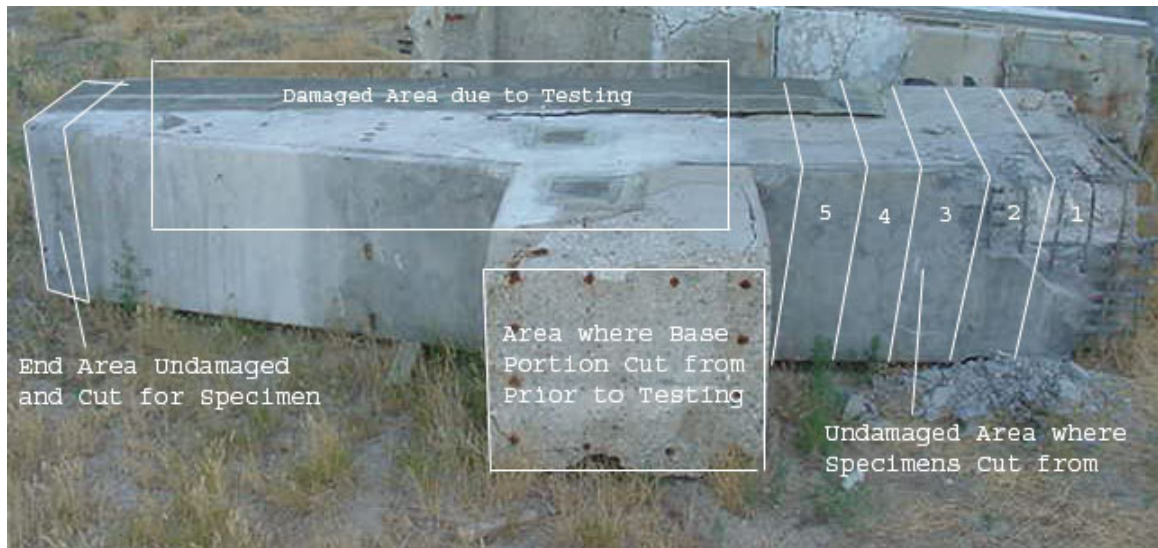 Damaged Area due to Testing
5 4 3 2 1
Area where Base
Portion Cut from
Prior to Testing
End Area Undamaged
and Cut for Specimen
Undamaged Area where
Specimens Cut from